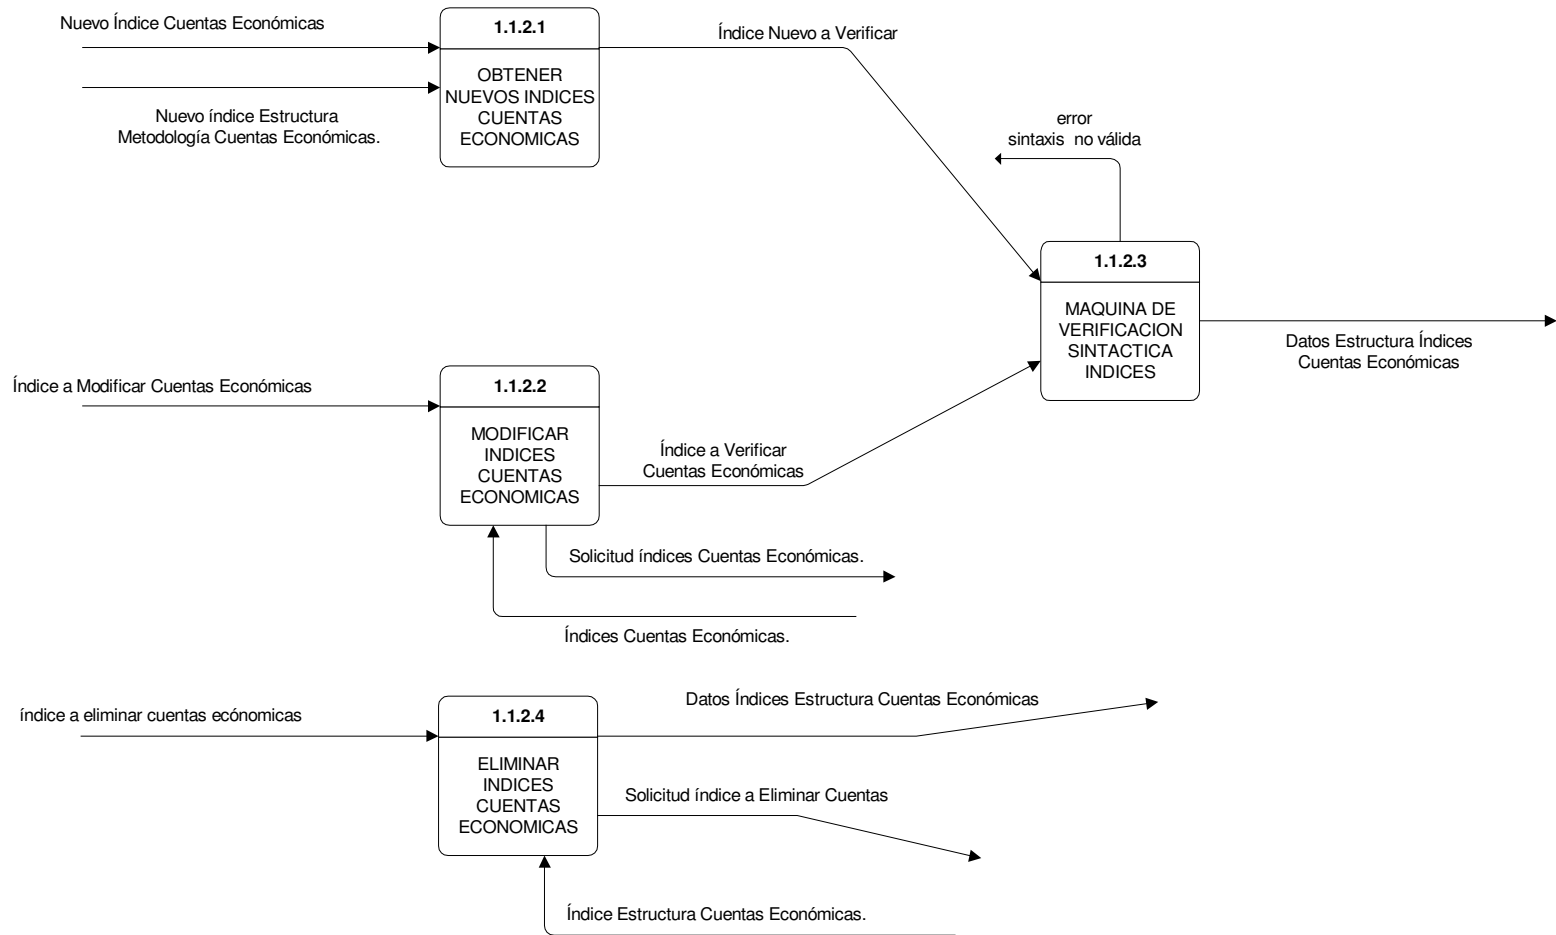 Nuevo Índice Cuentas Económicas
1.1.2.1
Índice Nuevo a Verificar
OBTENER
NUEVOS INDICES
CUENTAS
ECONOMICAS
Nuevo índice Estructura
Metodología Cuentas Económicas.
error
sintaxis no válida
1.1.2.3
MAQUINA DE
VERIFICACION
SINTACTICA
INDICES
Datos Estructura Índices
Cuentas Económicas
Índice a Modificar Cuentas Económicas
1.1.2.2
MODIFICAR
INDICES
CUENTAS
ECONOMICAS
Índice a Verificar
Cuentas Económicas
Solicitud índices Cuentas Económicas.
Índices Cuentas Económicas.
índice a eliminar cuentas ecónomicas
1.1.2.4
ELIMINAR
INDICES
CUENTAS
ECONOMICAS
Datos Índices Estructura Cuentas Económicas
Solicitud índice a Eliminar Cuentas
Índice Estructura Cuentas Económicas.